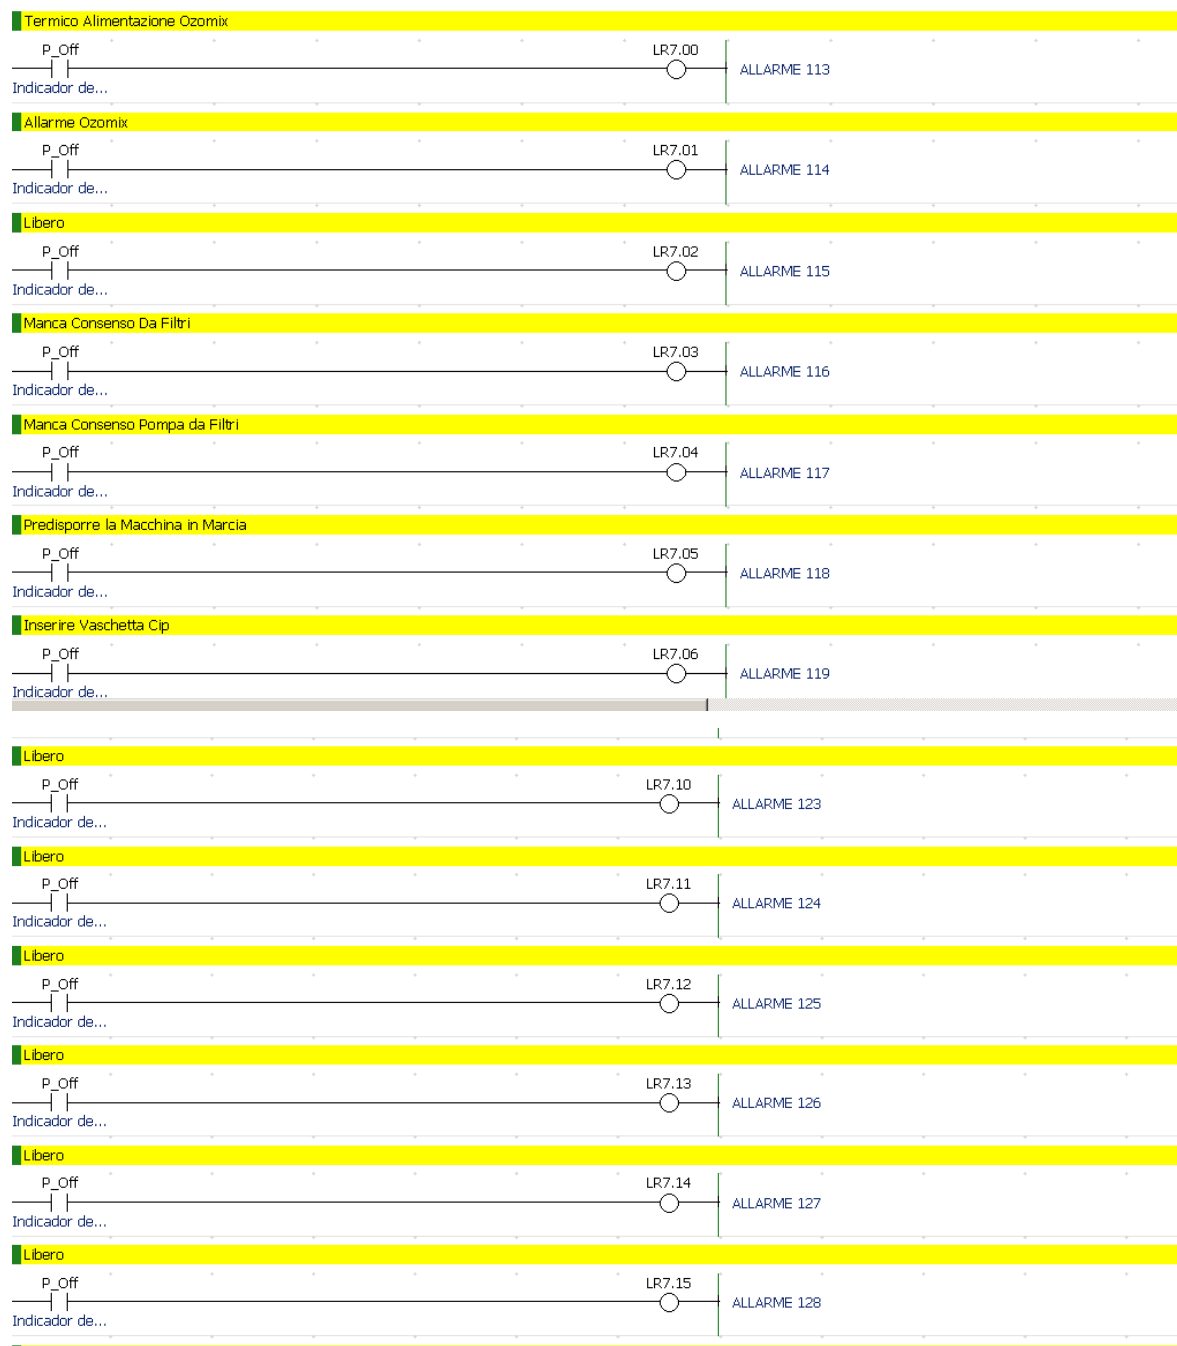 Termico Alimentazione Ozomix
P_Off LR7.00
ALLARME 113
Indicador de...
Allarme Ozomix
P_Off LR7.01
ALLARME 114
Indicador de...
Libero
P_Off LR7.02
ALLARME 115
Indicador de...
Manca Consenso Da Filtri
P_Off LR7.03
ALLARME 116
Indicador de...
Manca Consenso Pompa da Filtri
P_Off LR7.04
ALLARME 117
Indicador de...
Predisporre la Macchina in Marcia
P_Off LR7.05
ALLARME 118
Indicador de...
Inserire Vaschetta Cip
P_Off LR7.06
ALLARME 119
Indicador de...
Libero
P_Off LR7.10
ALLARME 123
Indicador de...
Libero
P_Off LR7.11
ALLARME 124
Indicador de...
Libero
P_Off LR7.12
ALLARME 125
Indicador de...
Libero
P_Off LR7.13
ALLARME 126
Indicador de...
Libero
P_Off LR7.14
ALLARME 127
Indicador de...
Libero
P_Off LR7.15
ALLARME 128
Indicador de...